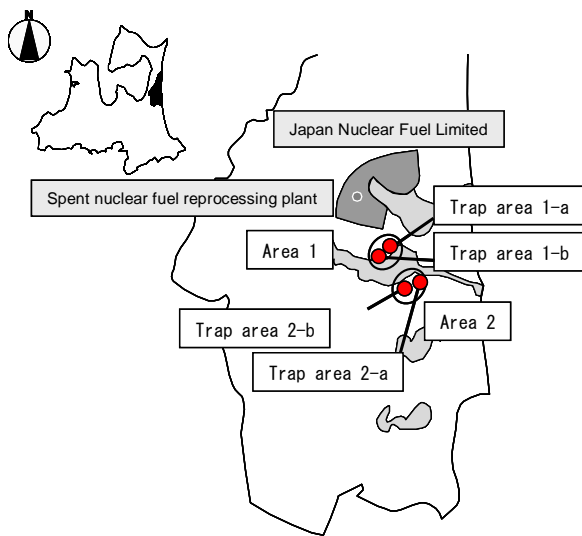 N
Japan Nuclear Fuel Limited
Spent nuclear fuel reprocessing plant
Trap area 1-a
Area 1
Trap area 1-b
Trap area 2-b
Area 2
Trap area 2-a